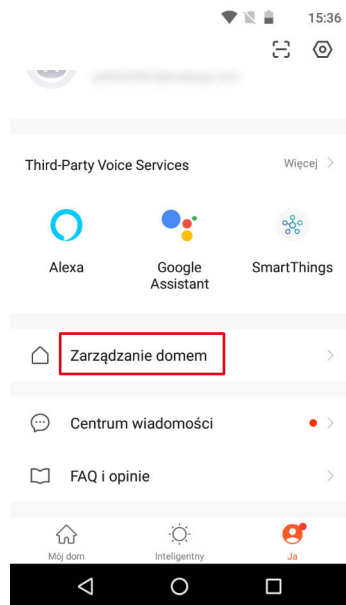 15:36
Third-Party Voice Services
Więcej
Alexa
Google
Assistant
SmartThings
Zarządzanie domem
Centrum wiadomości
FAQ i opinie
Mój dom
Inteligentny
Ja